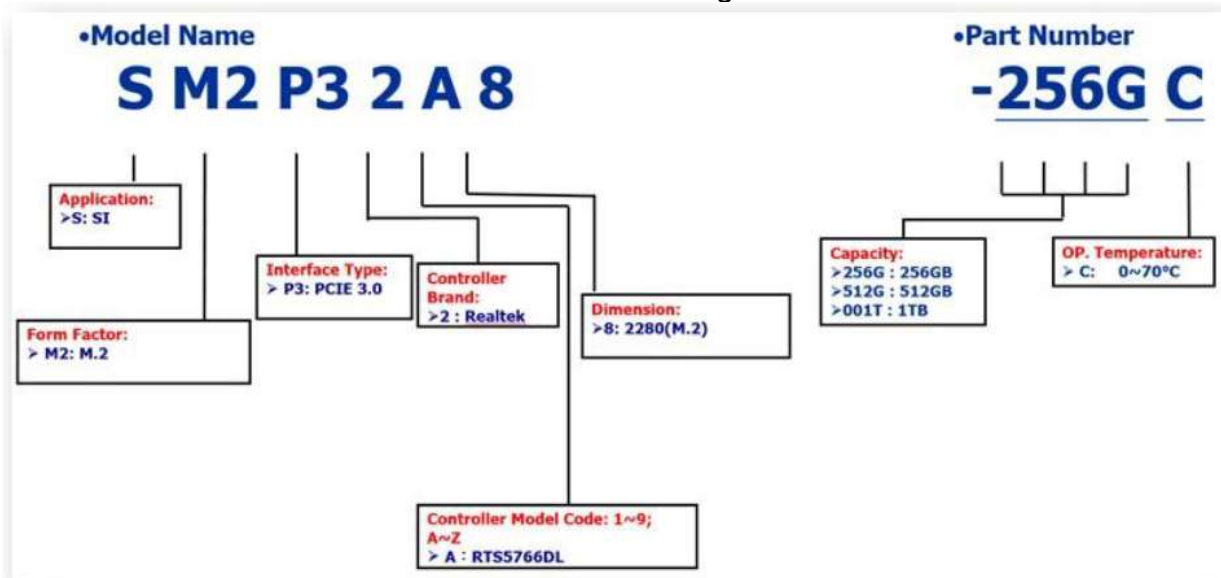 •Model Name
S M2 P3 2 A 8
Application:
➢S: SI
Form Factor:
➢ M2: M.2
Interface Type:
➢ P3: PCIE 3.0
Controller
Brand:
➢2 : Realtek
Dimension:
➢8: 2280(M.2)
Controller Model Code: 1~9;
A~Z
➢ A : RTS5766DL
•Part Number
-256G C
Capacity:
➢256G : 256GB
➢512G : 512GB
➢001T : 1TB
OP. Temperature:
➢ C: 0~70°C